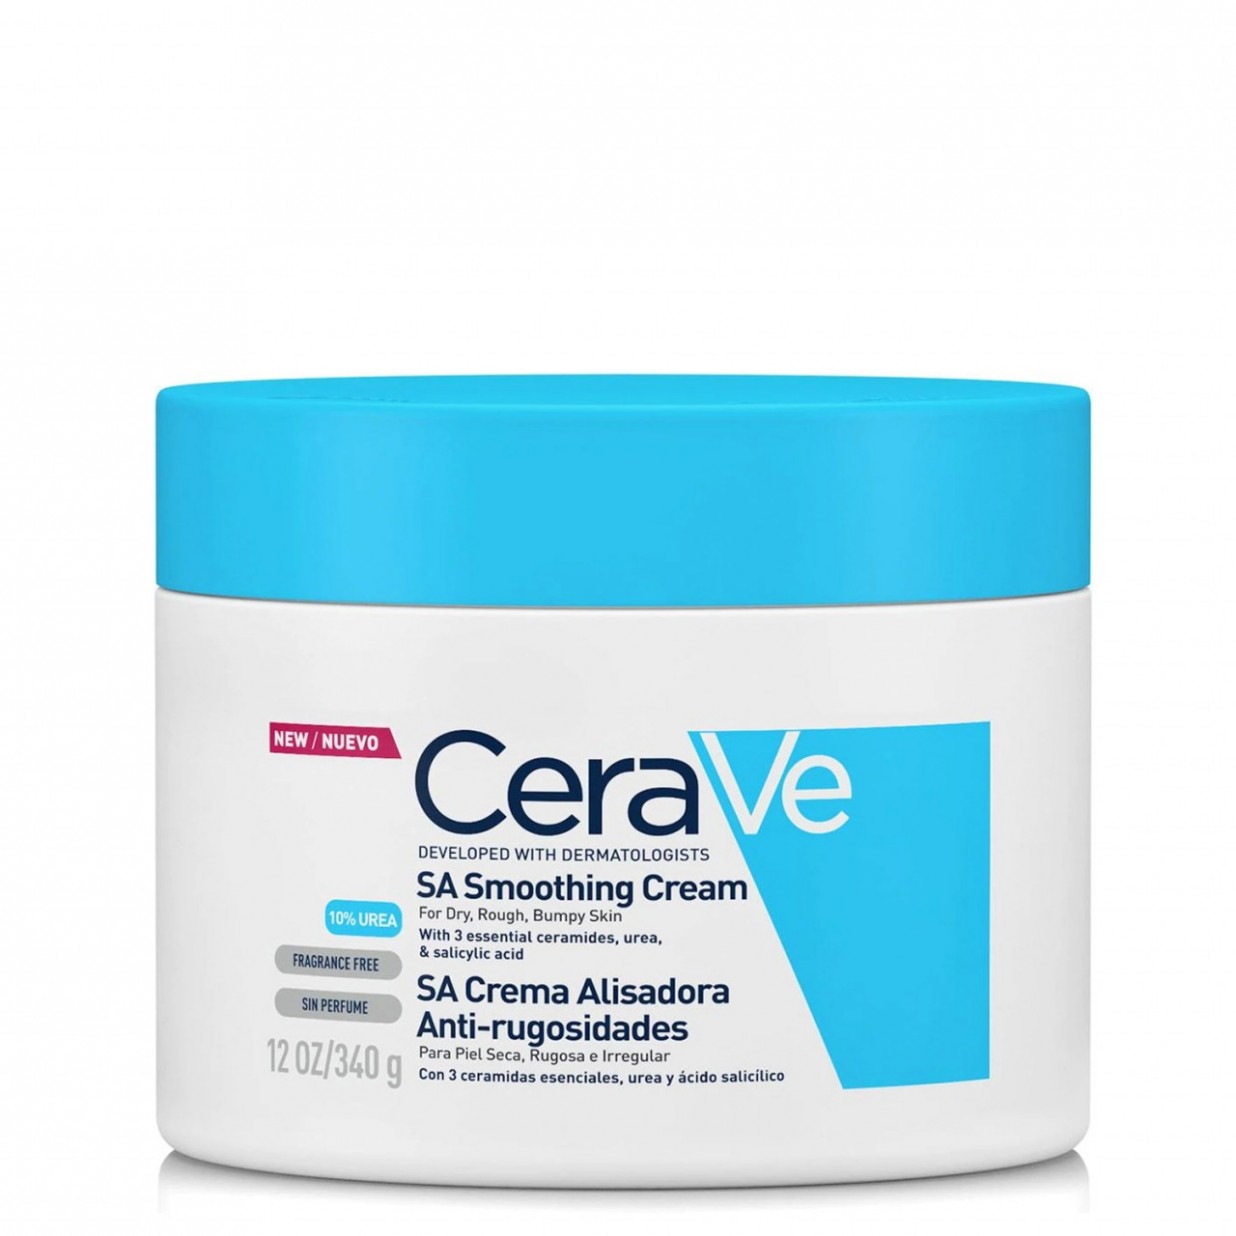 NEW / NUEVO
CeraVe
DEVELOPED WITH DERMATOLOGISTS
SA Smoothing Cream
For Dry, Rough, Bumpy Skin
With 3 essential ceramides, urea,
& salicylic acid
10% UREA
FRAGRANCE FREE
SIN PERFUME
12 OZ/340 g
SA Crema Alisadora
Anti-rugosidades
Para Piel Seca, Rugosa e Irregular
Con 3 ceramidas esenciales, urea y ácido salicílico